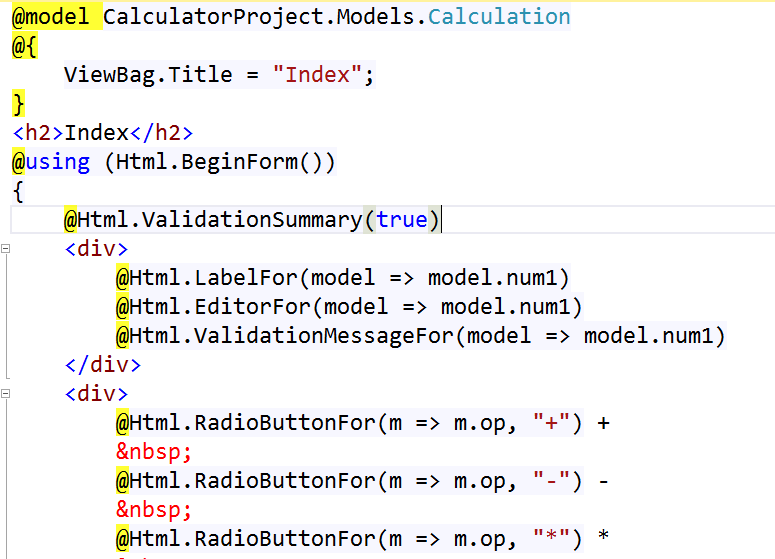 @model CalculatorProject.Models.Calculation
@{
    ViewBag.Title = "Index";
}
<h2>Index</h2>
@using (Html.BeginForm())
{
    @Html.ValidationSummary(true)
    <div>
        @Html.LabelFor(model => model.num1)
        @Html.EditorFor(model => model.num1)
        @Html.ValidationMessageFor(model => model.num1)
    </div>
    <div>
        @Html.RadioButtonFor(m => m.op, "+") +
        &nbsp;
        @Html.RadioButtonFor(m => m.op, "-") -
        &nbsp;
        @Html.RadioButtonFor(m => m.op, "*") *